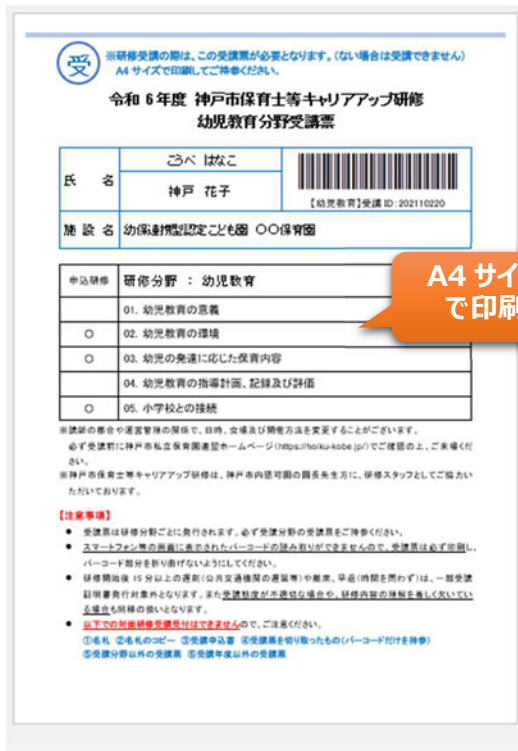 受
※研修受講の際は、この受講票が必要となります。(ない場合は受講できません)
A4 サイズで印刷してご持参ください。
令和 6 年度 神戸市保育士等キャリアアップ研修
幼児教育分野受講票
氏 名
こうべ はなこ
神戸 花子
【幼児教育】受講 ID:202110220
施 設 名
幼保連携型認定こども園 〇〇保育園
申込研修
研修分野 : 幼児教育
01. 幼児教育の意義
○ 02. 幼児教育の環境
○ 03. 幼児の発達に応じた保育内容
04. 幼児教育の指導計画、記録及び評価
○ 05. 小学校との接続
A4 サイ
で印刷
※講師の都合や運営管理の関係で、日時、会場及び開催方法を変更することがございます。
必ず受講前に神戸市私立保育園連盟ホームページ(https://hoiku-kobe.jp/)でご確認の上、ご来場くだ
さい。
※神戸市保育士等キャリアアップ研修は、神戸市内認可園の園長先生方に、研修スタッフとしてご協力い
ただいております。
【注意事項】
● 受講票は研修分野ごとに発行されます。必ず受講分野の受講票をご持参ください。
● スマートフォン等の画面に表示されたバーコードの読み取りができませんので、受講票は必ず印刷し、
バーコード部分を折り曲げないようにしてください。
● 研修開始後 15 分以上の遅刻(公共交通機関の遅延等)や離席、早退(時間を問わず)は、一部受講
証明書発行対象外となります。また受講態度が不適切な場合や、研修内容の理解を著しく欠いてい
る場合も同様の扱いとなります。
● 以下での対面研修受講受付はできませんので、ご注意ください。
①名札 ②名札のコピー ③受講申込書 ④受講票を切り取ったもの(バーコードだけを持参)
⑤受講分野以外の受講票 ⑥受講年度以外の受講票